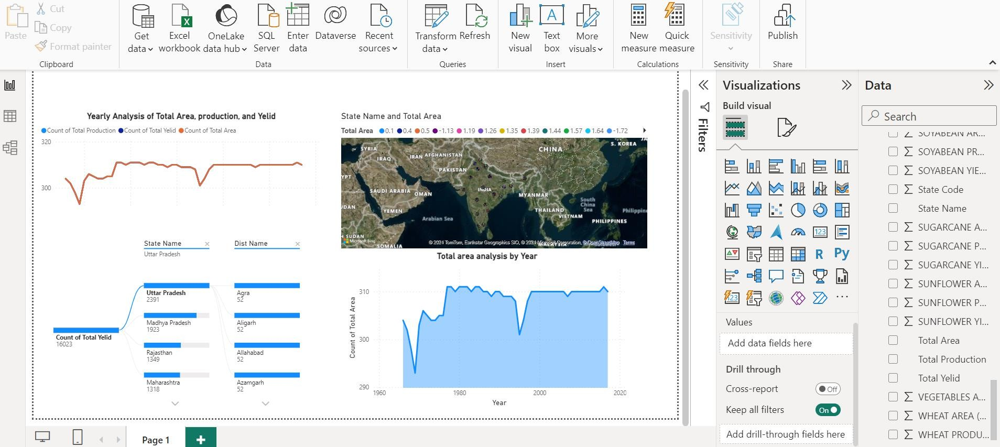 Paste
Cut
Copy
Format painter
Clipboard
Get data
Excel workbook
OneLake data hub
SQL Server
Enter data
Dataverse
Recent sources
Data
Transform data
Refresh
Queries
New visual
Text box
More visuals
Insert
New measure
Quick measure
Calculations
Sensitivity
Sensitivity
Publish
Share
Yearly Analysis of Total Area, production, and Yelid
Count of Total Production Count of Total Yelid Count of Total Area
320
300
State Name and Total Area
Total Area 0.1 0.4 0.5 -1.13 1.19 1.26 1.35 1.39 1.44 1.57 1.64 -1.72
SYRIA
IRAQ
IRAN
AFGHANISTAN
CHINA
S. KOREA
JA
PAKISTAN
YPT
SAUDI ARABIA
OMAN
INDIA
MYANMAR
South China Sea
UDAN
YEMEN
Arabian Sea
THAILAND
VIETNAM
Philippin
PHILIPPINES
H SUDAN
SOMALIA
MALAYSIA
Microsoft Bing
© 2024 TomTom, Earthstar Geographics SIO, © 2024 Microsoft Corporation, © OpenStreetMap Terms
State Name
Uttar Pradesh
Dist Name
Count of Total Yelid
16023
Uttar Pradesh
2391
Madhya Pradesh
1923
Rajasthan
1349
Maharashtra
1318
Agra
52
Aligarh
52
Allahabad
52
Azamgarh
52
Total area analysis by Year
Count of Total Area
310
300
290
1960 1980 2000 2020
Year
Page 1
Filters
Visualizations
Build visual
123
R
Py
123
Values
Add data fields here
Drill through
Cross-report
Off
Keep all filters
On
Add drill-through fields here
Data
Search
SOYABEAN AR...
SOYABEAN PR...
SOYABEAN YIE...
State Code
State Name
SUGARCANE A...
SUGARCANE P...
SUGARCANE YI...
SUNFLOWER A...
SUNFLOWER P...
SUNFLOWER YI...
Total Area
Total Production
Total Yelid
VEGETABLES A...
WHEAT AREA (...
WHEAT PRODU...